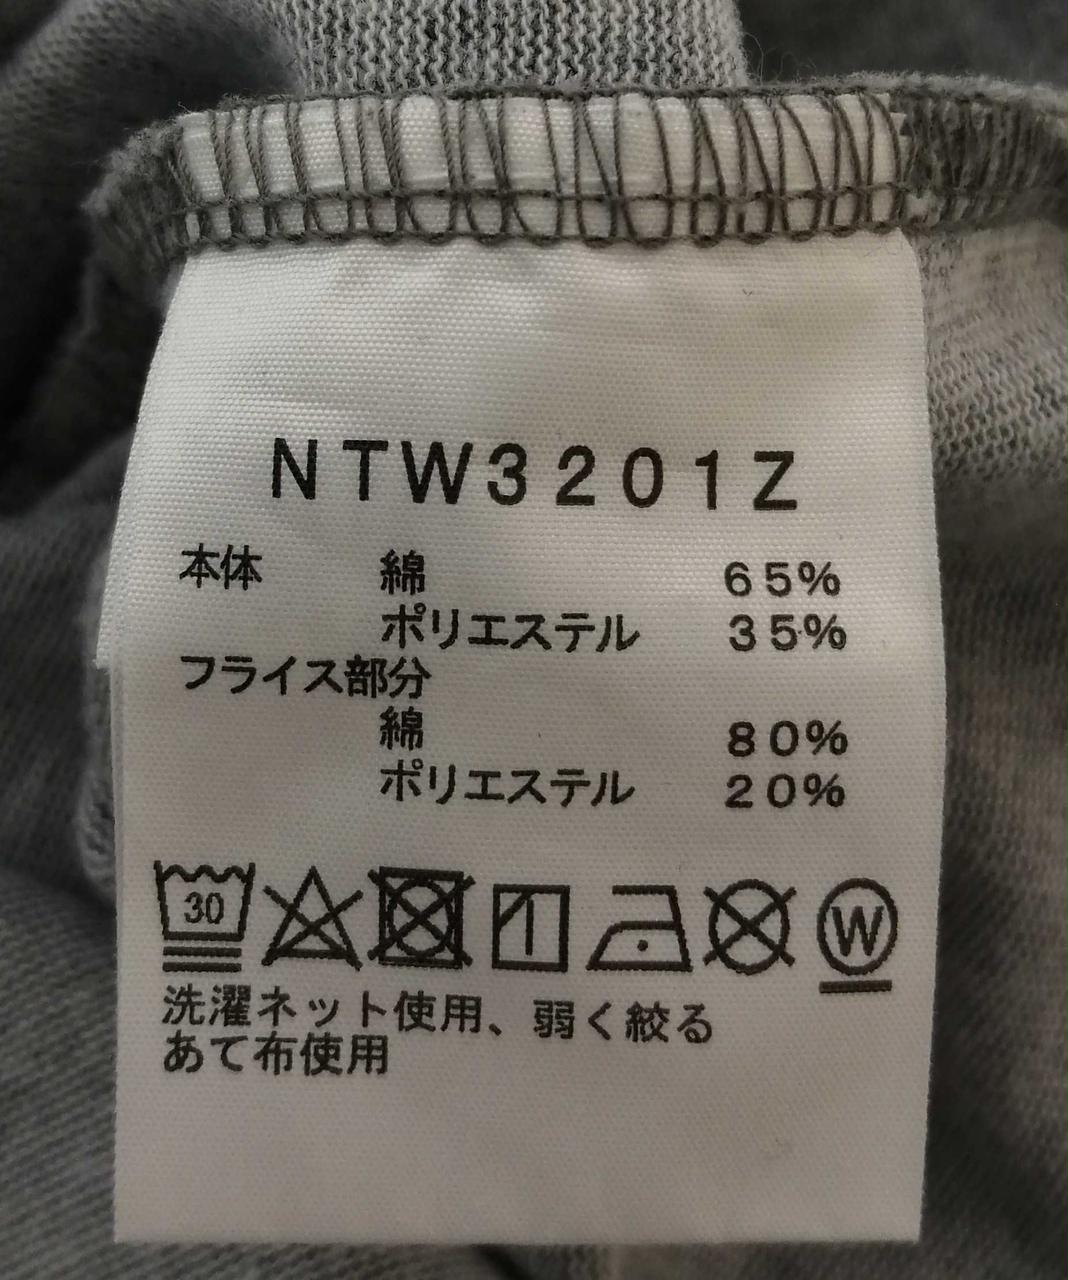 NTW3201Z
本体 綿 65%
ポリエステル 35%
フライス部分
綿 80%
ポリエステル 20%
30 W
洗濯ネット使用、弱く絞る
あて布使用